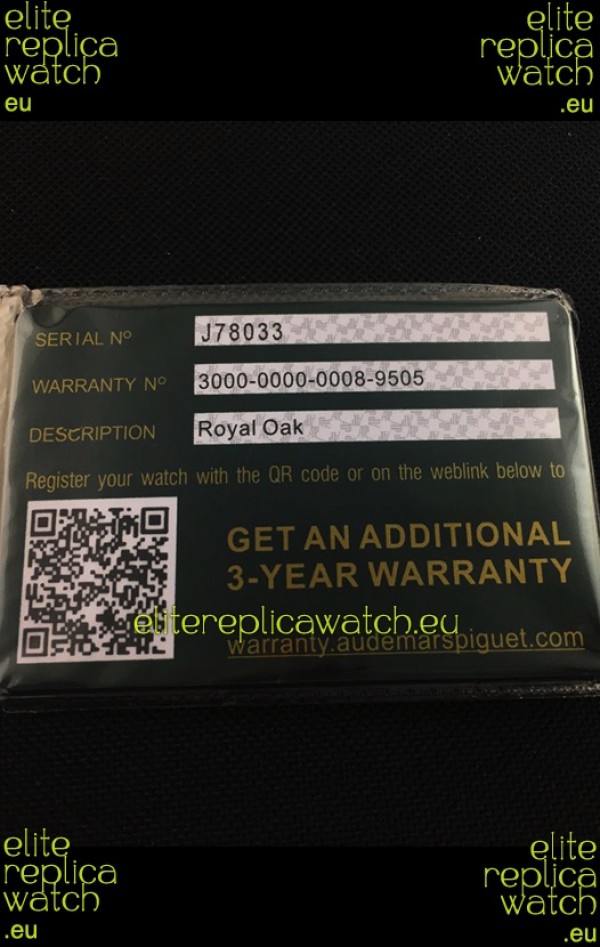 elite
replica
watch
eu
elite
replica
watch
.eu
SERIAL Nº
J78033
WARRANTY Nº
3000-0000-0008-9505
DESCRIPTION
Royal Oak
Register your watch with the QR code or on the weblink below to
GET AN ADDITIONAL
3-YEAR WARRANTY
elitereplicawatch.eu
warranty.audemarspiguet.com
elite
replica
watch
.eu
elite
replica
watch
.eu